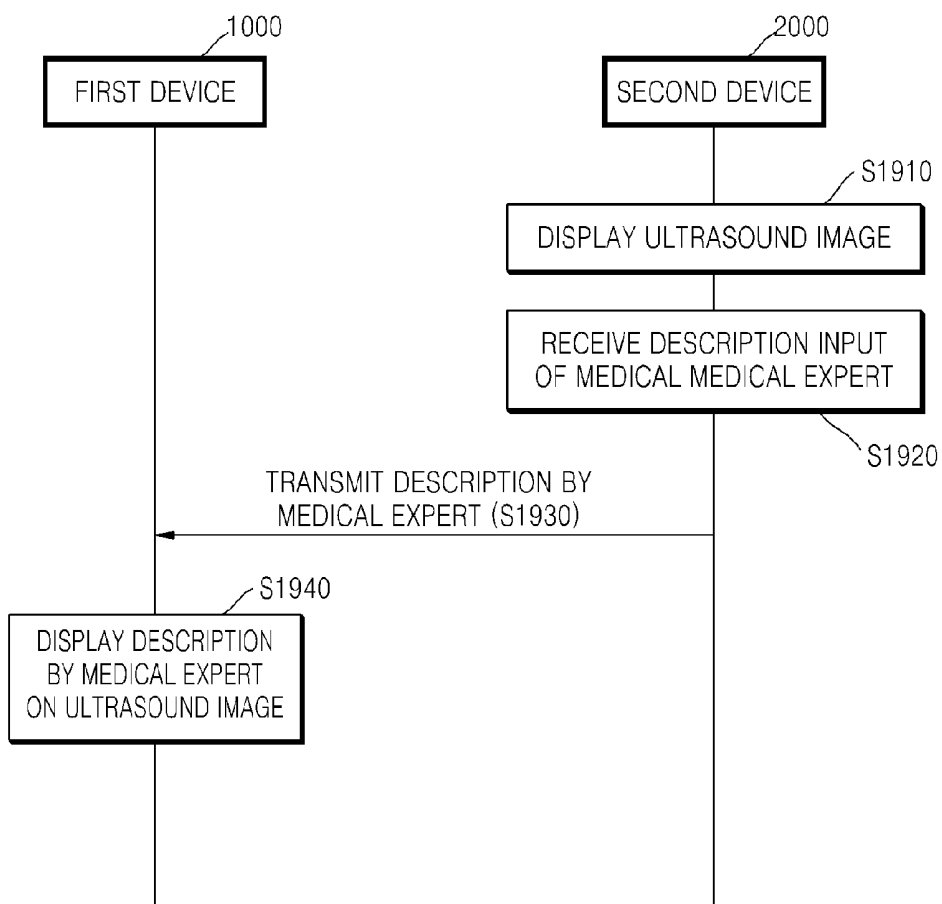 1000
2000
FIRST DEVICE
SECOND DEVICE
S1910
DISPLAY ULTRASOUND IMAGE
RECEIVE DESCRIPTION INPUT
OF MEDICAL MEDICAL EXPERT
S1920
TRANSMIT DESCRIPTION BY
MEDICAL EXPERT (S1930)
S1940
DISPLAY DESCRIPTION
BY MEDICAL EXPERT
ON ULTRASOUND IMAGE